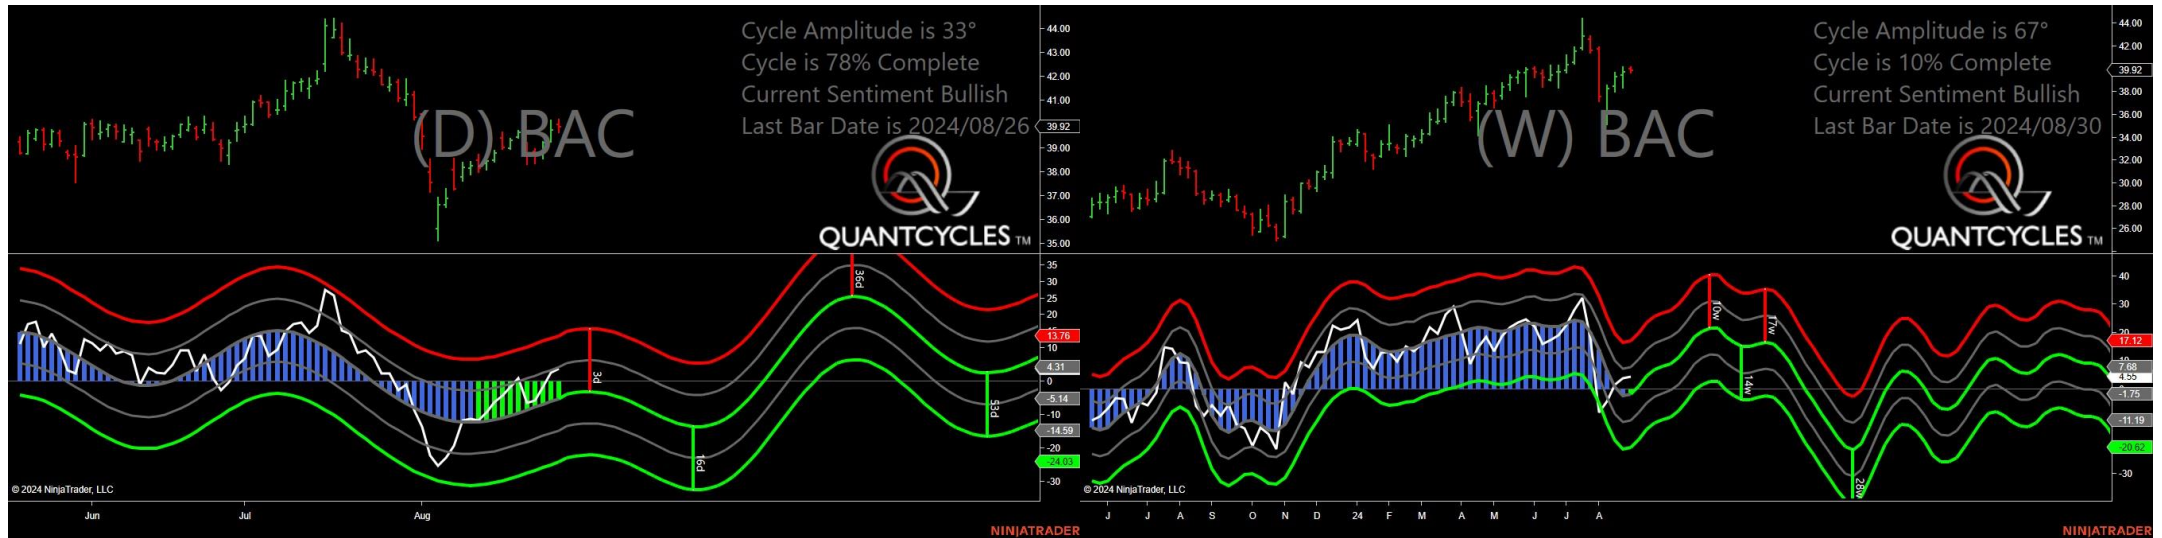 Cycle Amplitude is 33°
Cycle is 78% Complete
Current Sentiment Bullish
Last Bar Date is 2024/08/26
(D) BAC
QUANTCYCLES TM
44.00
43.00
42.00
41.00
39.92
39.00
38.00
37.00
36.00
35.00
35
30
25
20
13.76
10
4.31
0
-5.14
-10
-14.59
-20
-24.03
-30
3d
16d
36d
53d
© 2024 NinjaTrader, LLC
Jun Jul Aug
NINJATRADER
Cycle Amplitude is 67°
Cycle is 10% Complete
Current Sentiment Bullish
Last Bar Date is 2024/08/30
(W) BAC
QUANTCYCLES TM
44.00
42.00
39.92
38.00
36.00
34.00
32.00
30.00
28.00
26.00
40
30
17.12
7.68
4.55
-1.75
-11.19
-20.62
-30
10w
14w
17w
28w
© 2024 NinjaTrader, LLC
J J A S O N D 24 F M A M J J A
NINJATRADER